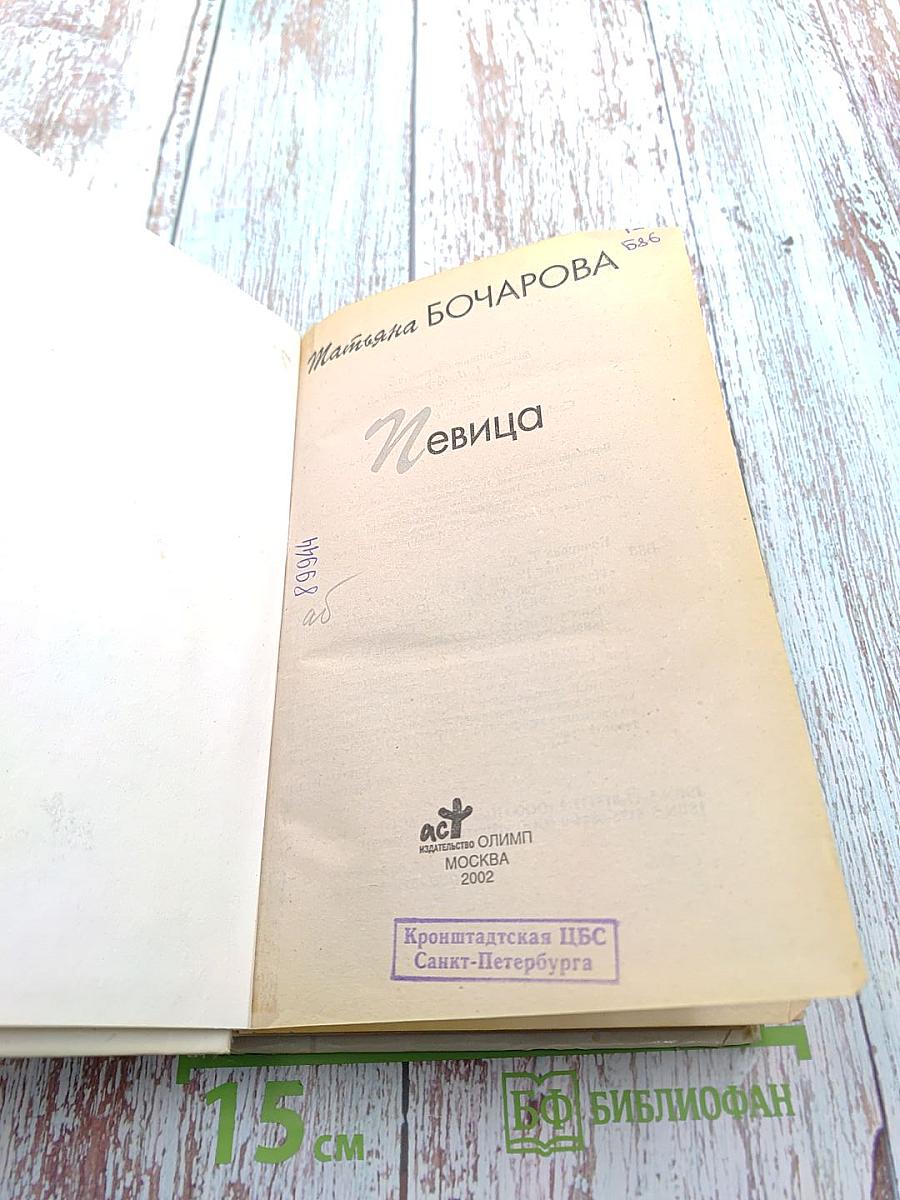 Б86
Татьяна БОЧАРОВА
Певица
89944
аб
аст
ИЗДАТЕЛЬСТВО ОЛИМП
МОСКВА
2002
Кронштадтская ЦБС
Санкт-Петербурга
15 см
БФ БИБЛИОФАН